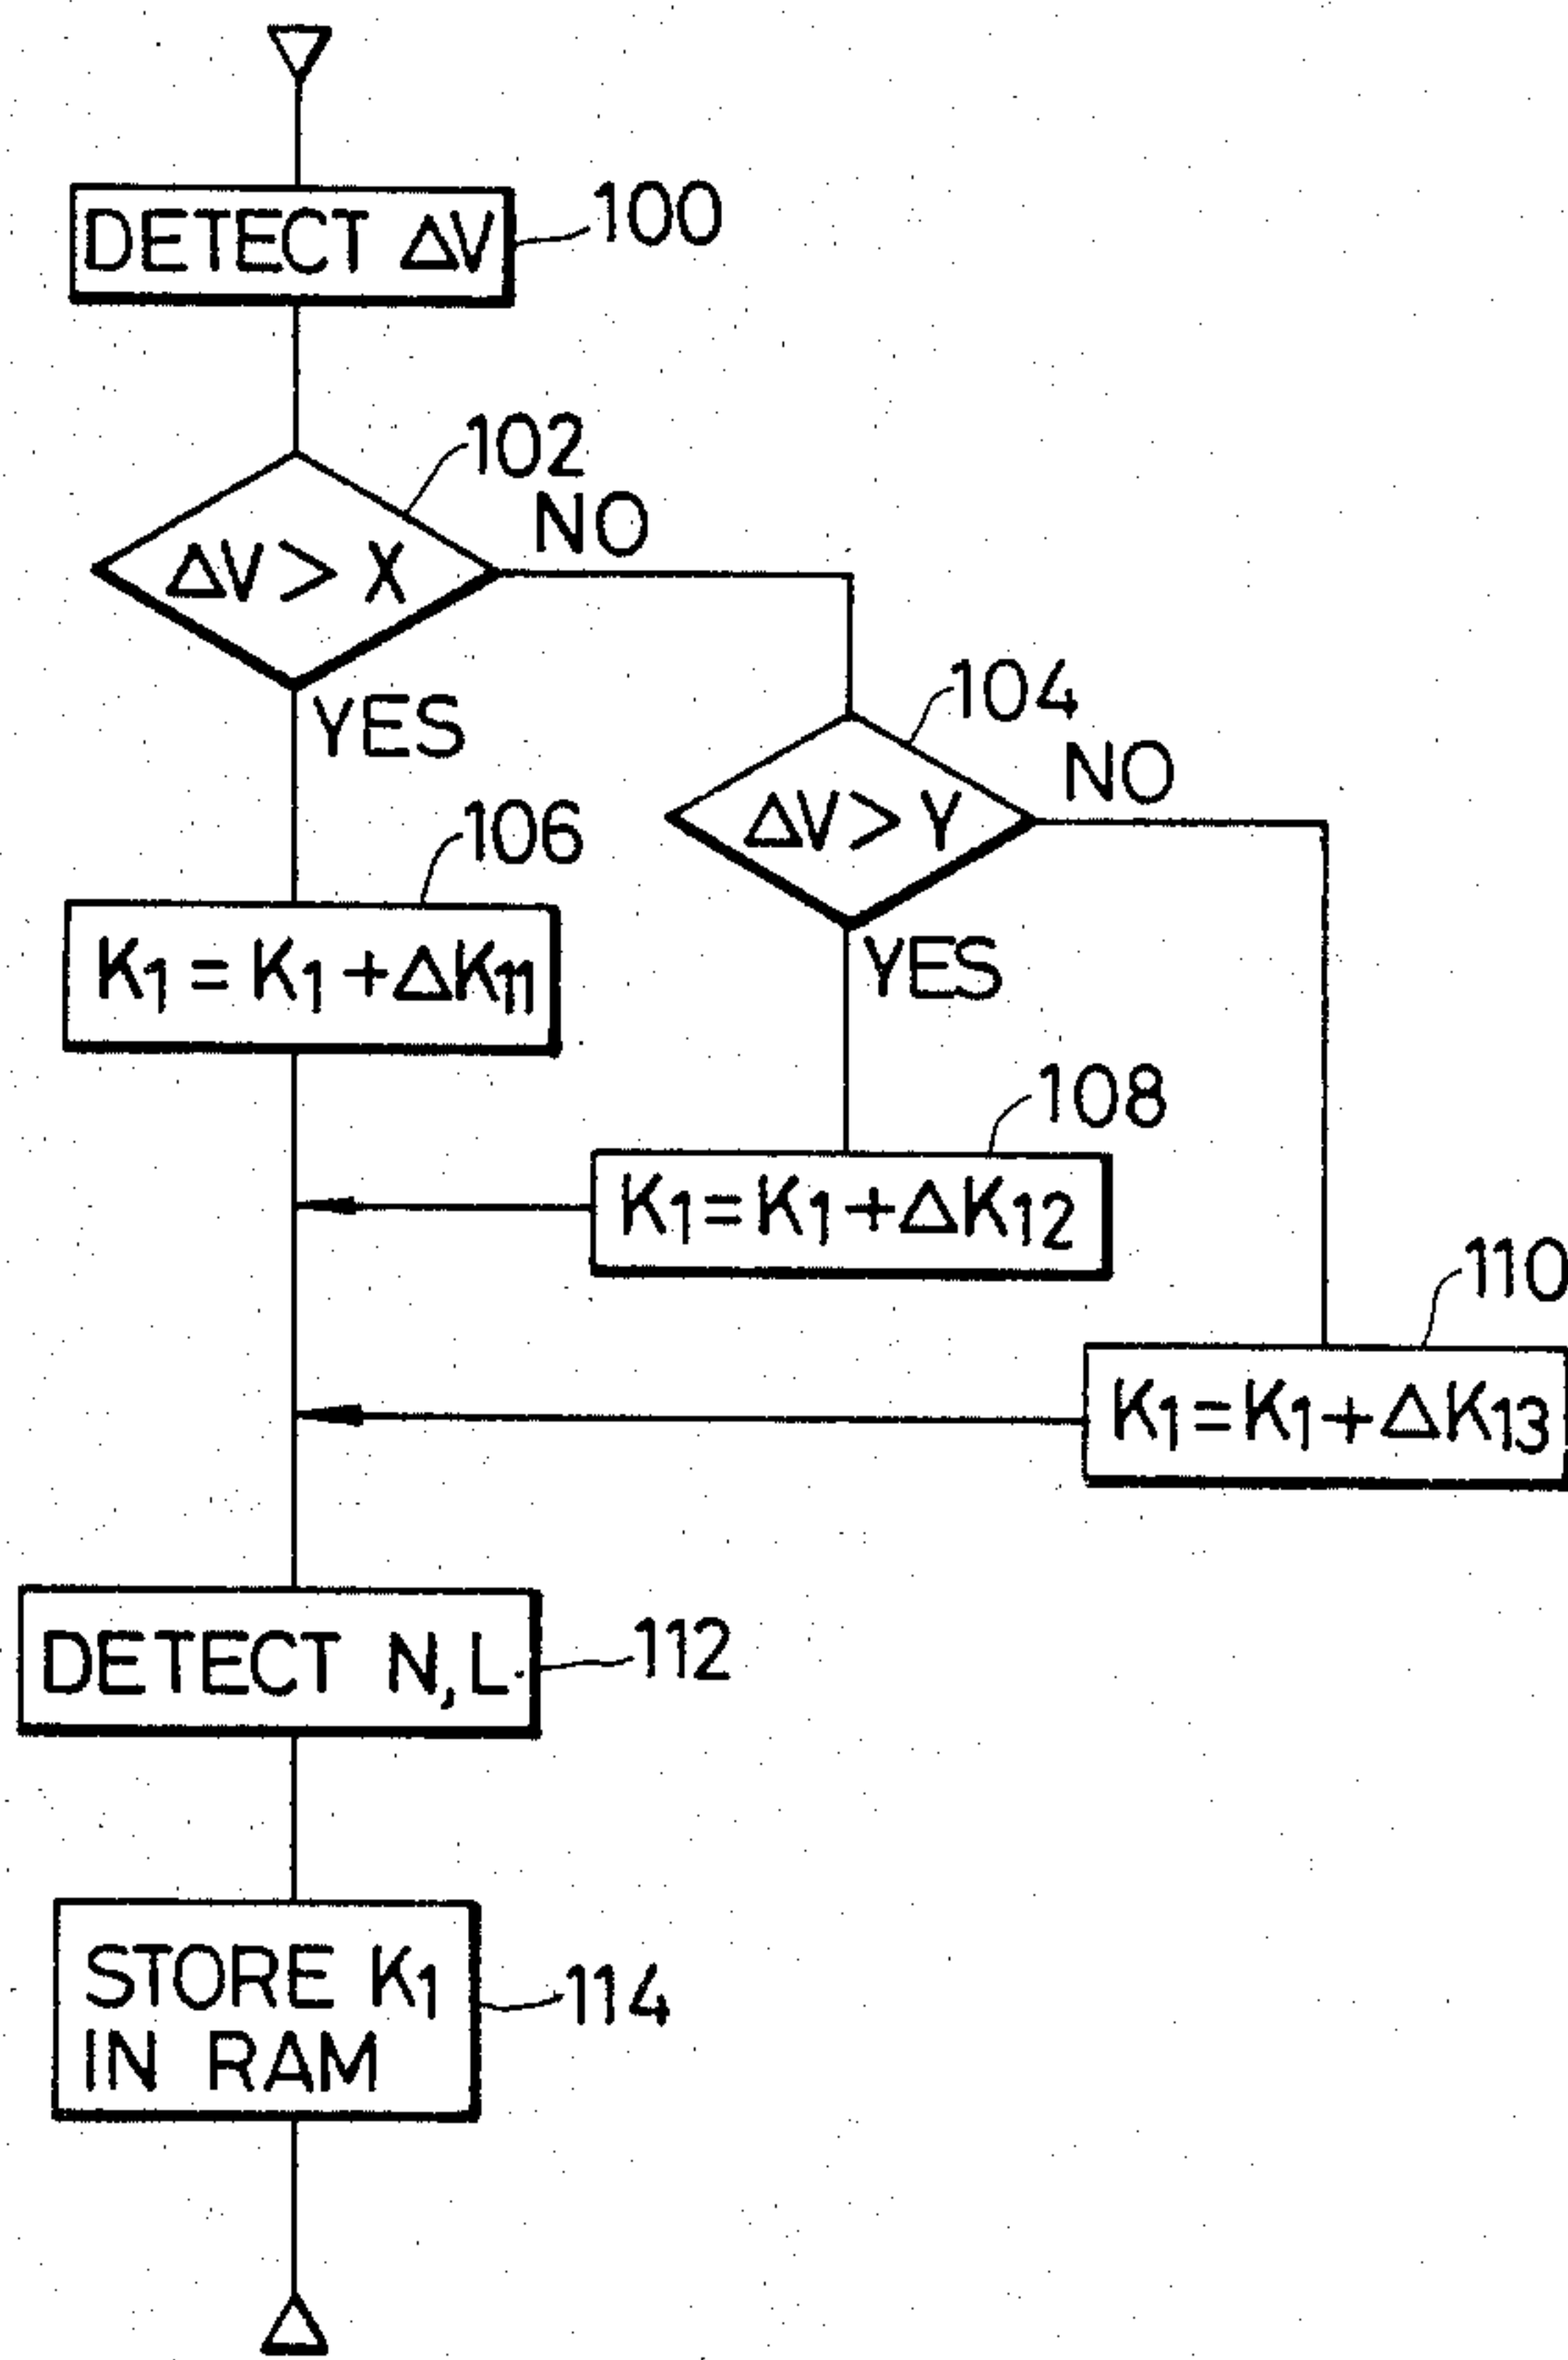 DETECT ΔV
100
102
NO
ΔV > X
YES
104
NO
ΔV > Y
YES
106
K₁ = K₁ + ΔK₁₁
108
K₁ = K₁ + ΔK₁₂
110
K₁ = K₁ + ΔK₁₃
DETECT N, L
112
STORE K₁
IN RAM
114